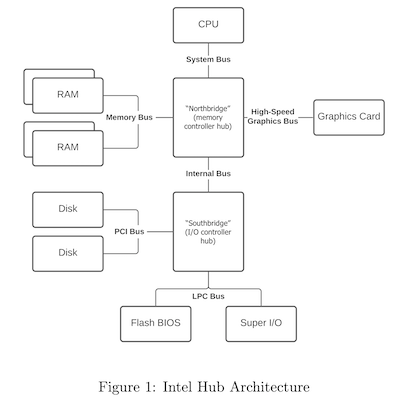 CPU
System Bus
RAM
"Northbridge"
(memory
controller hub)
High-Speed
Graphics Bus
Graphics Card
Memory Bus
RAM
Internal Bus
Disk
"Southbridge"
(I/O controller
hub)
PCI Bus
Disk
LPC Bus
Flash BIOS
Super I/O
Figure 1: Intel Hub Architecture